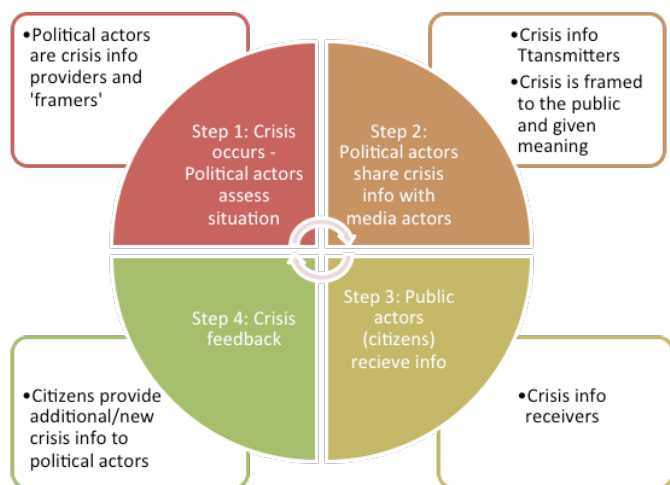 •Political actors
are crisis info
providers and
'framers'
•Crisis info
Ttansmitters
•Crisis is framed
to the public
and given
meaning
Step 1: Crisis
occurs -
Political actors
assess
situation
Step 2:
Political actors
share crisis
info with
media actors
Step 4: Crisis
feedback
Step 3: Public
actors
(citizens)
recieve info
•Citizens provide
additional/new
crisis info to
political actors
•Crisis info
receivers